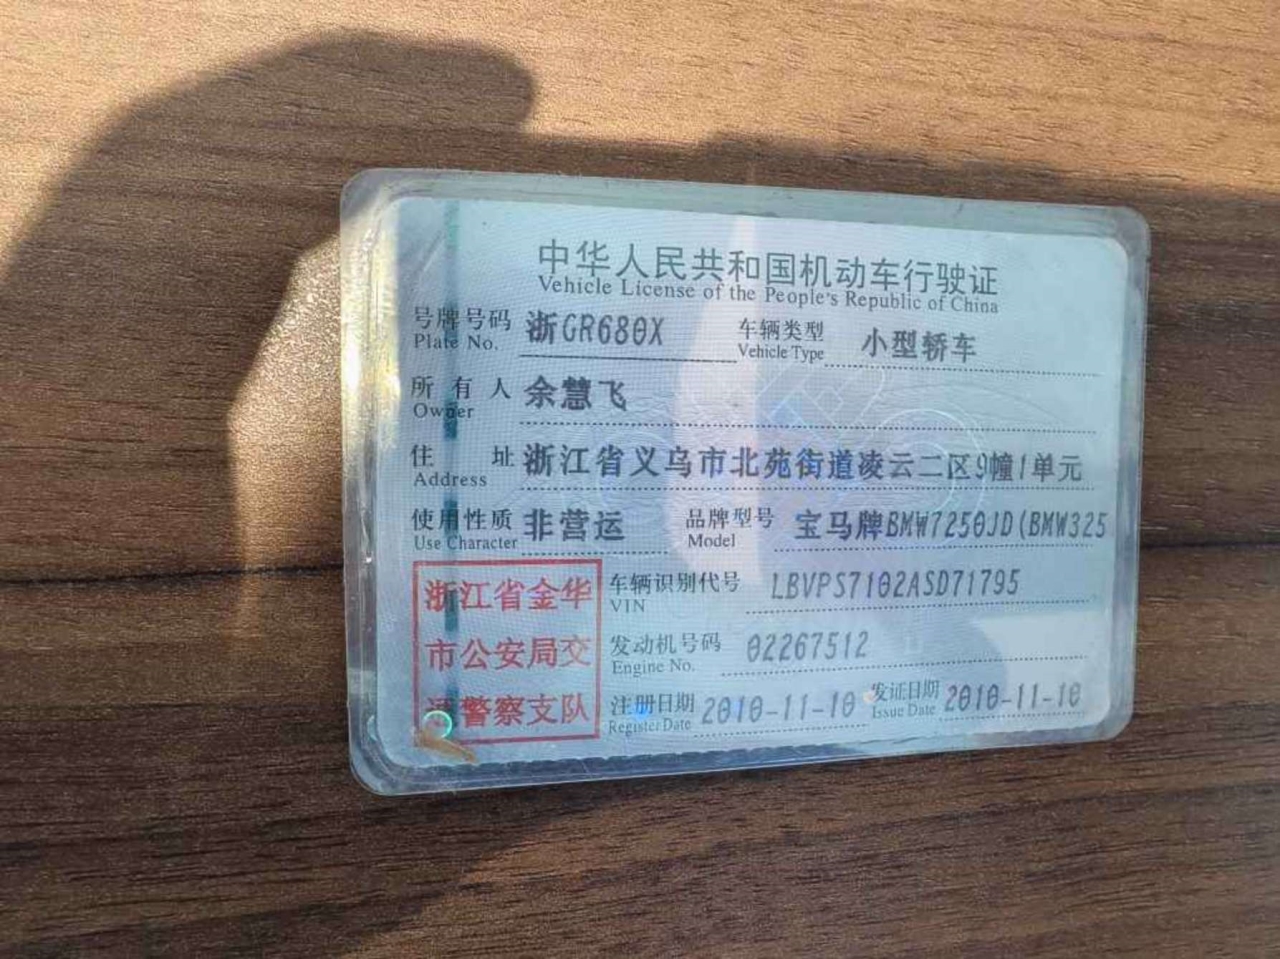 中华人民共和国机动车行驶证
Vehicle License of the People's Republic of China
号牌号码 浙GR680X 车辆类型 小型轿车
Plate No. Vehicle Type
所有人 余慧飞
Owner
住址 浙江省义乌市北苑街道凌云二区9幢1单元
Address
使用性质 非营运 品牌型号 宝马牌BMW7250JD(BMW325
Use Character Model
浙江省金华
市公安局交
警察支队
车辆识别代号 LBVPS7102ASD71795
VIN
发动机号码 02267512
Engine No.
注册日期 2010-11-10 发证日期 2010-11-10
Register Date Issue Date